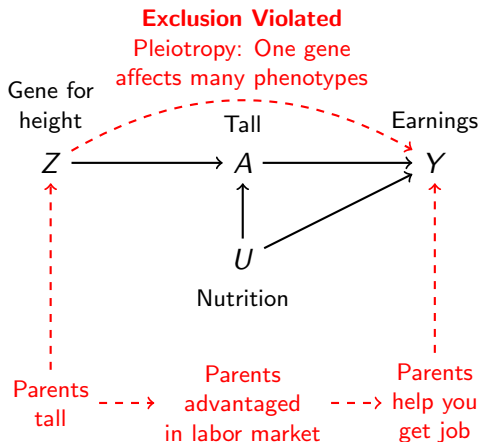 Exclusion Violated
Pleiotropy: One gene
affects many phenotypes
Gene for
height
Tall
Earnings
Z
A
Y
U
Nutrition
Parents
tall
Parents
advantaged
in labor market
Parents
help you
get job